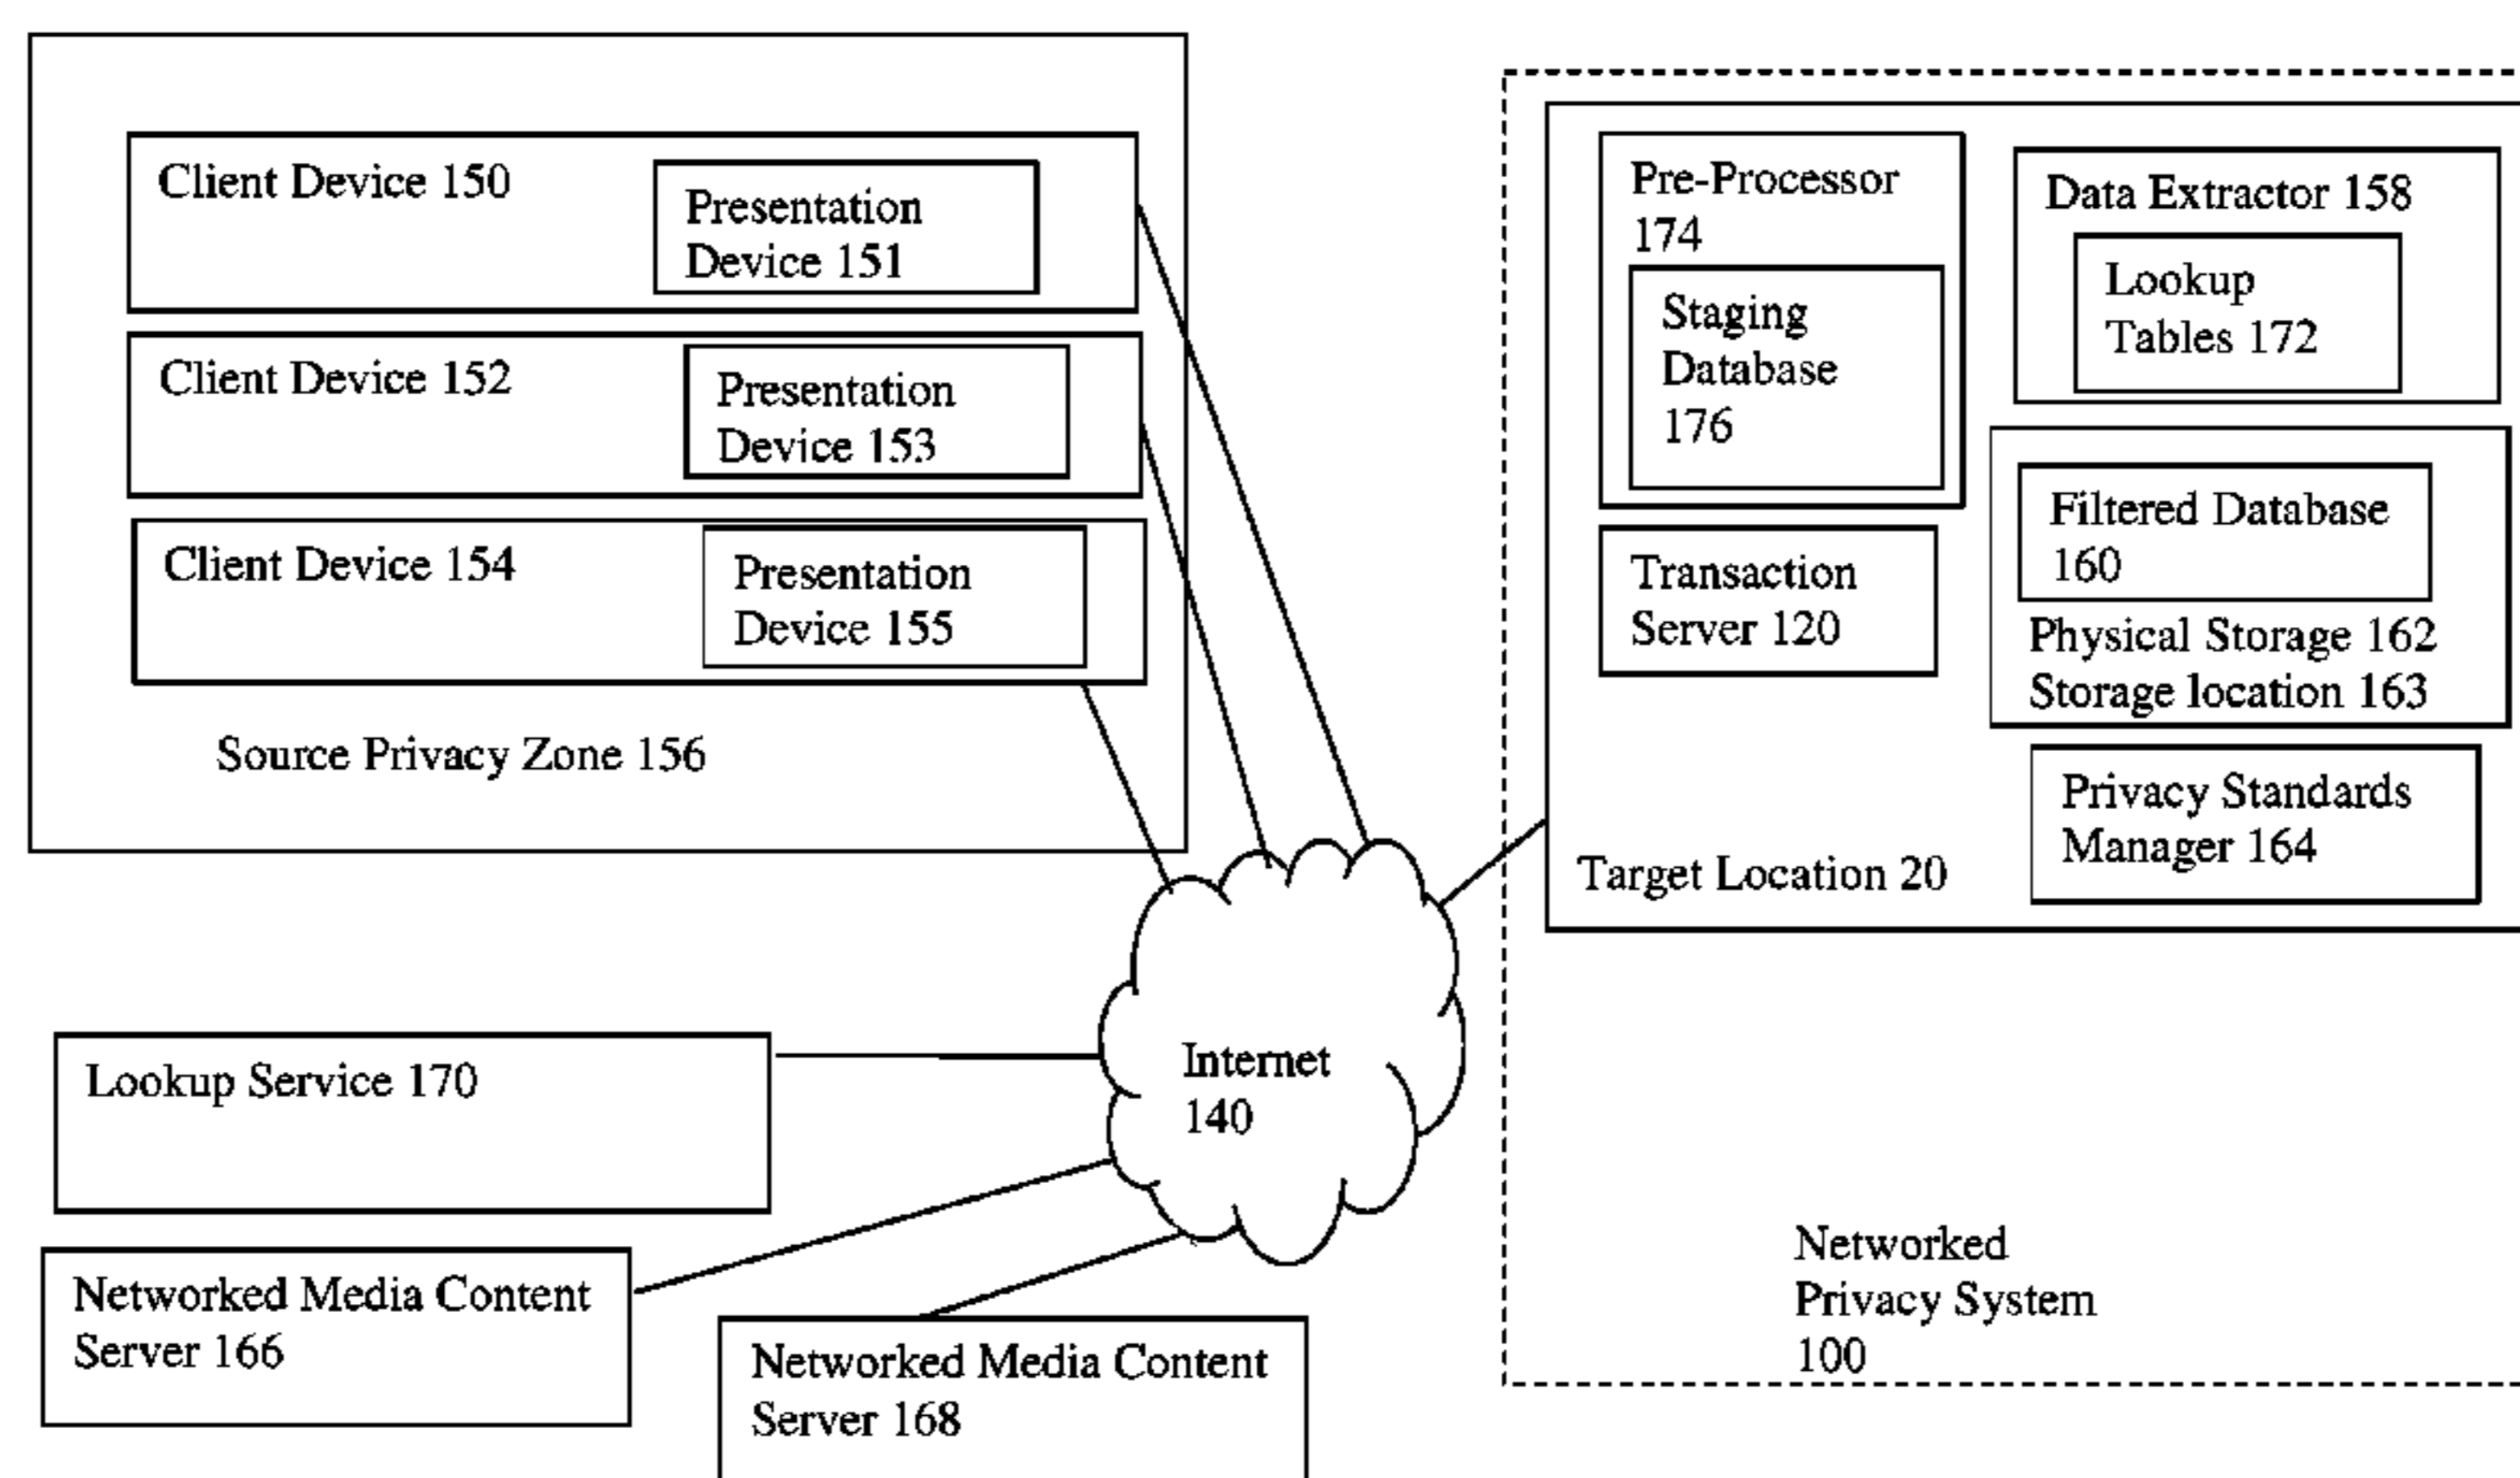 Client Device 150
Presentation
Device 151
Client Device 152
Presentation
Device 153
Client Device 154
Presentation
Device 155
Source Privacy Zone 156
Pre-Processor
174
Staging
Database
176
Data Extractor 158
Lookup
Tables 172
Transaction
Server 120
Filtered Database
160
Physical Storage 162
Storage location 163
Privacy Standards
Manager 164
Target Location 20
Internet
140
Lookup Service 170
Networked Media Content
Server 166
Networked Media Content
Server 168
Networked
Privacy System
100